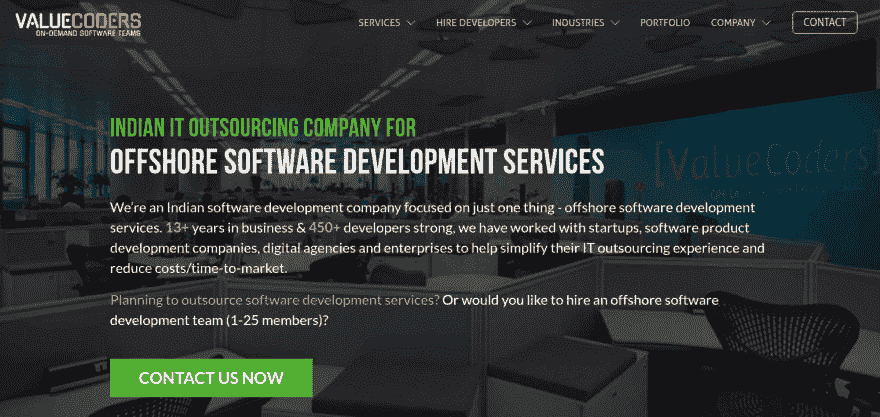 VALUECODERS
ON-DEMAND SOFTWARE TEAMS
SERVICES
HIRE DEVELOPERS
INDUSTRIES
PORTFOLIO
COMPANY
CONTACT
INDIAN IT OUTSOURCING COMPANY FOR
OFFSHORE SOFTWARE DEVELOPMENT SERVICES
[ValueCoders]
We're an Indian software development company focused on just one thing - offshore software development
services. 13+ years in business & 450+ developers strong, we have worked with startups, software product
development companies, digital agencies and enterprises to help simplify their IT outsourcing experience and
reduce costs/time-to-market.
Planning to outsource software development services? Or would you like to hire an offshore software
development team (1-25 members)?
CONTACT US NOW